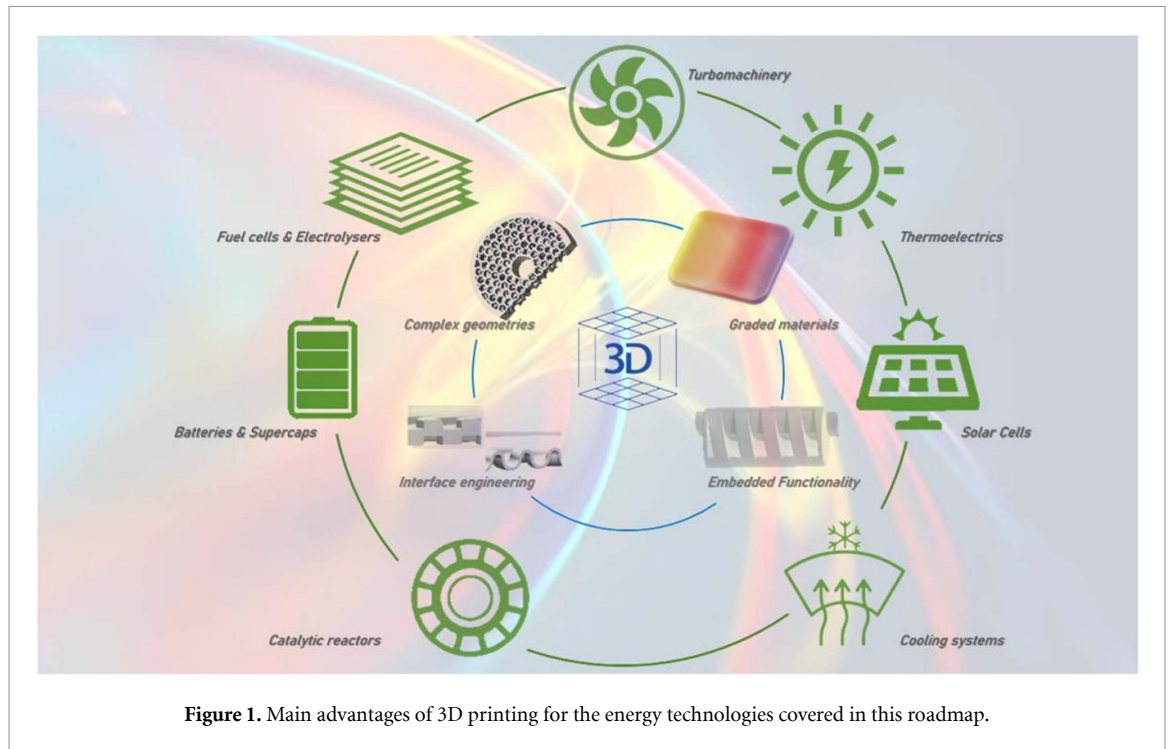 Turbomachinery
Fuel cells & Electrolysers
Thermoelectrics
Complex geometries
Graded materials
3D
Batteries & Supercaps
Solar Cells
Interface engineering
Embedded Functionality
Catalytic reactors
Cooling systems
Figure 1. Main advantages of 3D printing for the energy technologies covered in this roadmap.